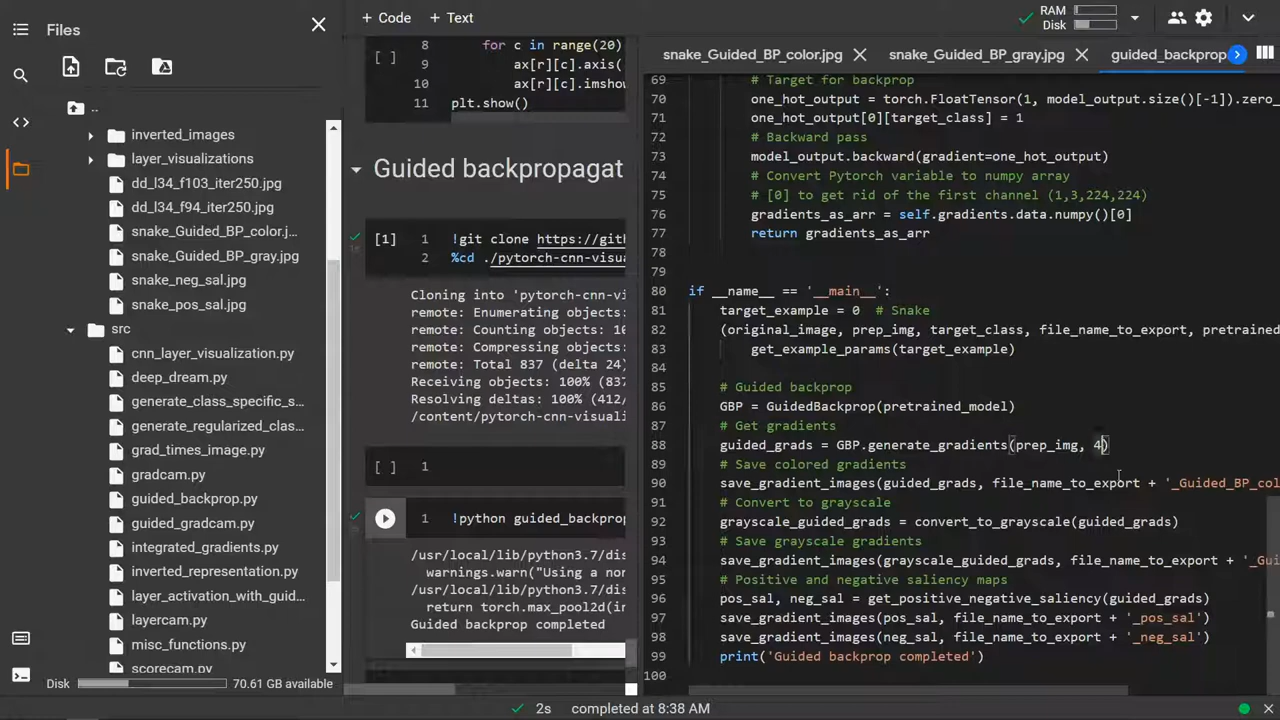 Files
+ Code + Text
RAM
Disk
..
inverted_images
layer_visualizations
dd_l34_f103_iter250.jpg
dd_l34_f94_iter250.jpg
snake_Guided_BP_color.j...
snake_Guided_BP_gray.jpg
snake_neg_sal.jpg
snake_pos_sal.jpg
src
cnn_layer_visualization.py
deep_dream.py
generate_class_specific_s...
generate_regularized_clas...
grad_times_image.py
gradcam.py
guided_backprop.py
guided_gradcam.py
integrated_gradients.py
inverted_representation.py
layer_activation_with_guid...
layercam.py
misc_functions.py
scorecam.py
Disk 70.61 GB available
[ ] 8 for c in range(20)
9 ax[r][c].axis(
10 ax[r][c].imshow
11 plt.show()
Guided backpropagat
[1] 1 !git clone https://gith
2 %cd ./pytorch-cnn-visua
Cloning into 'pytorch-cnn-vi
remote: Enumerating objects:
remote: Counting objects: 10
remote: Compressing objects:
remote: Total 837 (delta 24)
Receiving objects: 100% (837
Resolving deltas: 100% (412/
/content/pytorch-cnn-visuali
[ ] 1
1 !python guided_backprop
/usr/local/lib/python3.7/dis
warnings.warn("Using a non
/usr/local/lib/python3.7/dis
return torch.max_pool2d(in
Guided backprop completed
snake_Guided_BP_color.jpg snake_Guided_BP_gray.jpg guided_backprop
69 # Target for backprop
70 one_hot_output = torch.FloatTensor(1, model_output.size()[-1]).zero_
71 one_hot_output[0][target_class] = 1
72 # Backward pass
73 model_output.backward(gradient=one_hot_output)
74 # Convert Pytorch variable to numpy array
75 # [0] to get rid of the first channel (1,3,224,224)
76 gradients_as_arr = self.gradients.data.numpy()[0]
77 return gradients_as_arr
78
79
80 if __name__ == '__main__':
81 target_example = 0 # Snake
82 (original_image, prep_img, target_class, file_name_to_export, pretrained
83 get_example_params(target_example)
84
85 # Guided backprop
86 GBP = GuidedBackprop(pretrained_model)
87 # Get gradients
88 guided_grads = GBP.generate_gradients(prep_img, 4)
89 # Save colored gradients
90 save_gradient_images(guided_grads, file_name_to_export + '_Guided_BP_col
91 # Convert to grayscale
92 grayscale_guided_grads = convert_to_grayscale(guided_grads)
93 # Save grayscale gradients
94 save_gradient_images(grayscale_guided_grads, file_name_to_export + '_Gui
95 # Positive and negative saliency maps
96 pos_sal, neg_sal = get_positive_negative_saliency(guided_grads)
97 save_gradient_images(pos_sal, file_name_to_export + '_pos_sal')
98 save_gradient_images(neg_sal, file_name_to_export + '_neg_sal')
99 print('Guided backprop completed')
100
2s completed at 8:38 AM